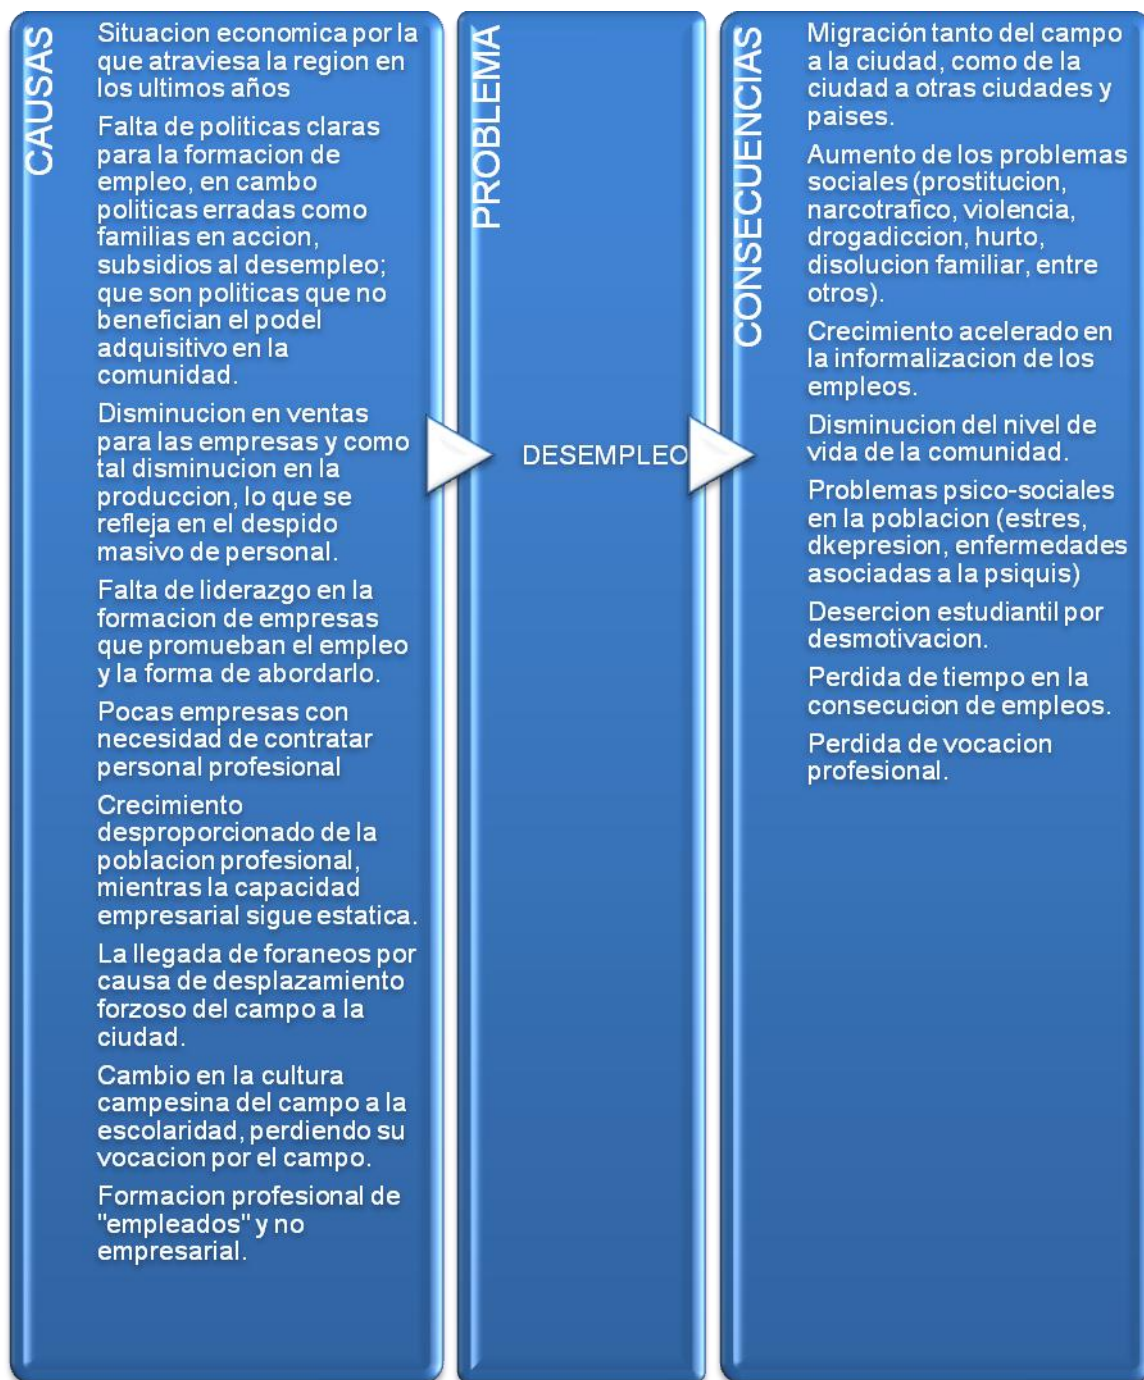 CAUSAS
Situacion economica por la
que atraviesa la region en
los ultimos años
Falta de politicas claras
para la formacion de
empleo, en cambo
politicas erradas como
familias en accion,
subsidios al desempleo;
que son politicas que no
benefician el podel
adquisitivo en la
comunidad.
Disminucion en ventas
para las empresas y como
tal disminucion en la
produccion, lo que se
refleja en el despido
masivo de personal.
Falta de liderazgo en la
formacion de empresas
que promueban el empleo
y la forma de abordarlo.
Pocas empresas con
necesidad de contratar
personal profesional
Crecimiento
desproporcionado de la
poblacion profesional,
mientras la capacidad
empresarial sigue estatica.
La llegada de foraneos por
causa de desplazamiento
forzoso del campo a la
ciudad.
Cambio en la cultura
campesina del campo a la
escolaridad, perdiendo su
vocacion por el campo.
Formacion profesional de
"empleados" y no
empresarial.
PROBLEMA
DESEMPLEO
CONSECUENCIAS
Migración tanto del campo
a la ciudad, como de la
ciudad a otras ciudades y
paises.
Aumento de los problemas
sociales (prostitucion,
narcotrafico, violencia,
drogadiccion, hurto,
disolucion familiar, entre
otros).
Crecimiento acelerado en
la informalizacion de los
empleos.
Disminucion del nivel de
vida de la comunidad.
Problemas psico-sociales
en la poblacion (estres,
dkepresion, enfermedades
asociadas a la psiquis)
Desercion estudiantil por
desmotivacion.
Perdida de tiempo en la
consecucion de empleos.
Perdida de vocacion
profesional.